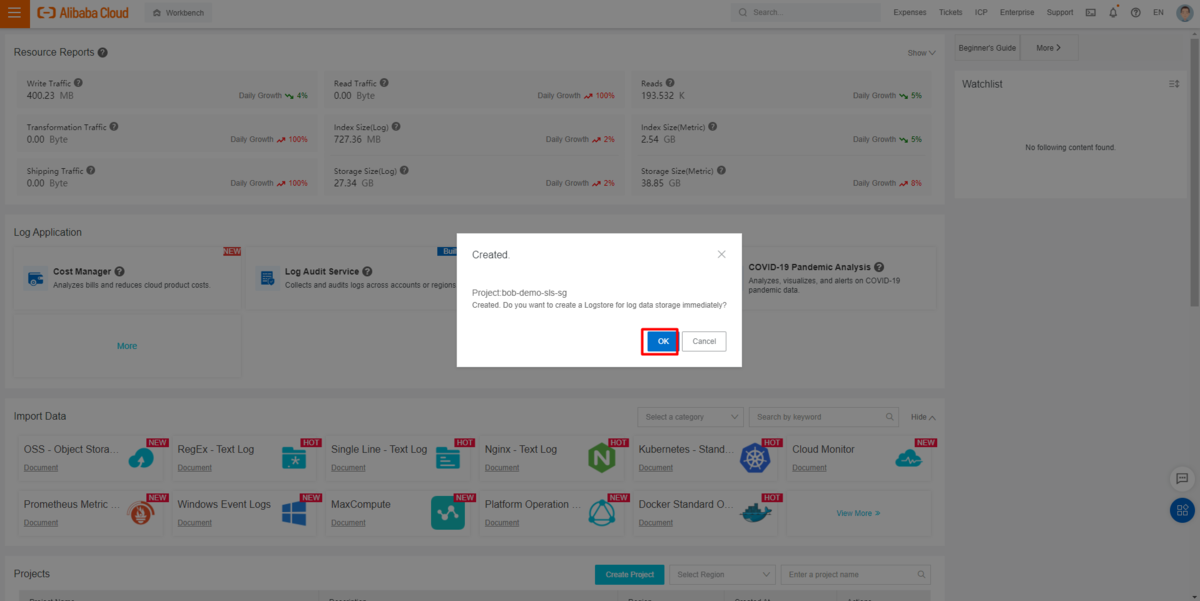 Alibaba Cloud
Workbench
Search...
Expenses Tickets ICP Enterprise Support EN
Resource Reports
Show
Beginner's Guide
More
Write Traffic
400.23 MB
Daily Growth 4%
Read Traffic
0.00 Byte
Daily Growth 100%
Reads
193.532 K
Daily Growth 5%
Watchlist
No following content found.
Transformation Traffic
0.00 Byte
Daily Growth 100%
Index Size(Log)
727.36 MB
Daily Growth 2%
Index Size(Metric)
2.54 GB
Daily Growth 5%
Shipping Traffic
0.00 Byte
Daily Growth 100%
Storage Size(Log)
27.34 GB
Daily Growth 2%
Storage Size(Metric)
38.85 GB
Daily Growth 8%
Log Application
NEW
Cost Manager
Analyzes bills and reduces cloud product costs.
Log Audit Service
Collects and audits logs across accounts or regions
COVID-19 Pandemic Analysis
Analyzes, visualizes, and alerts on COVID-19
pandemic data.
More
Created.
Project:bob-demo-sls-sg
Created. Do you want to create a Logstore for log data storage immediately?
OK
Cancel
Import Data
Select a category
Search by keyword
Hide
OSS - Object Stora...
NEW
Document
RegEx - Text Log
HOT
Document
Single Line - Text Log
HOT
Document
Nginx - Text Log
HOT
Document
Kubernetes - Stand...
HOT
Document
Cloud Monitor
NEW
Document
Prometheus Metric ...
NEW
Document
Windows Event Logs
NEW
Document
MaxCompute
NEW
Document
Platform Operation ...
NEW
Document
Docker Standard O...
HOT
Document
View More
Projects
Create Project
Select Region
Enter a project name